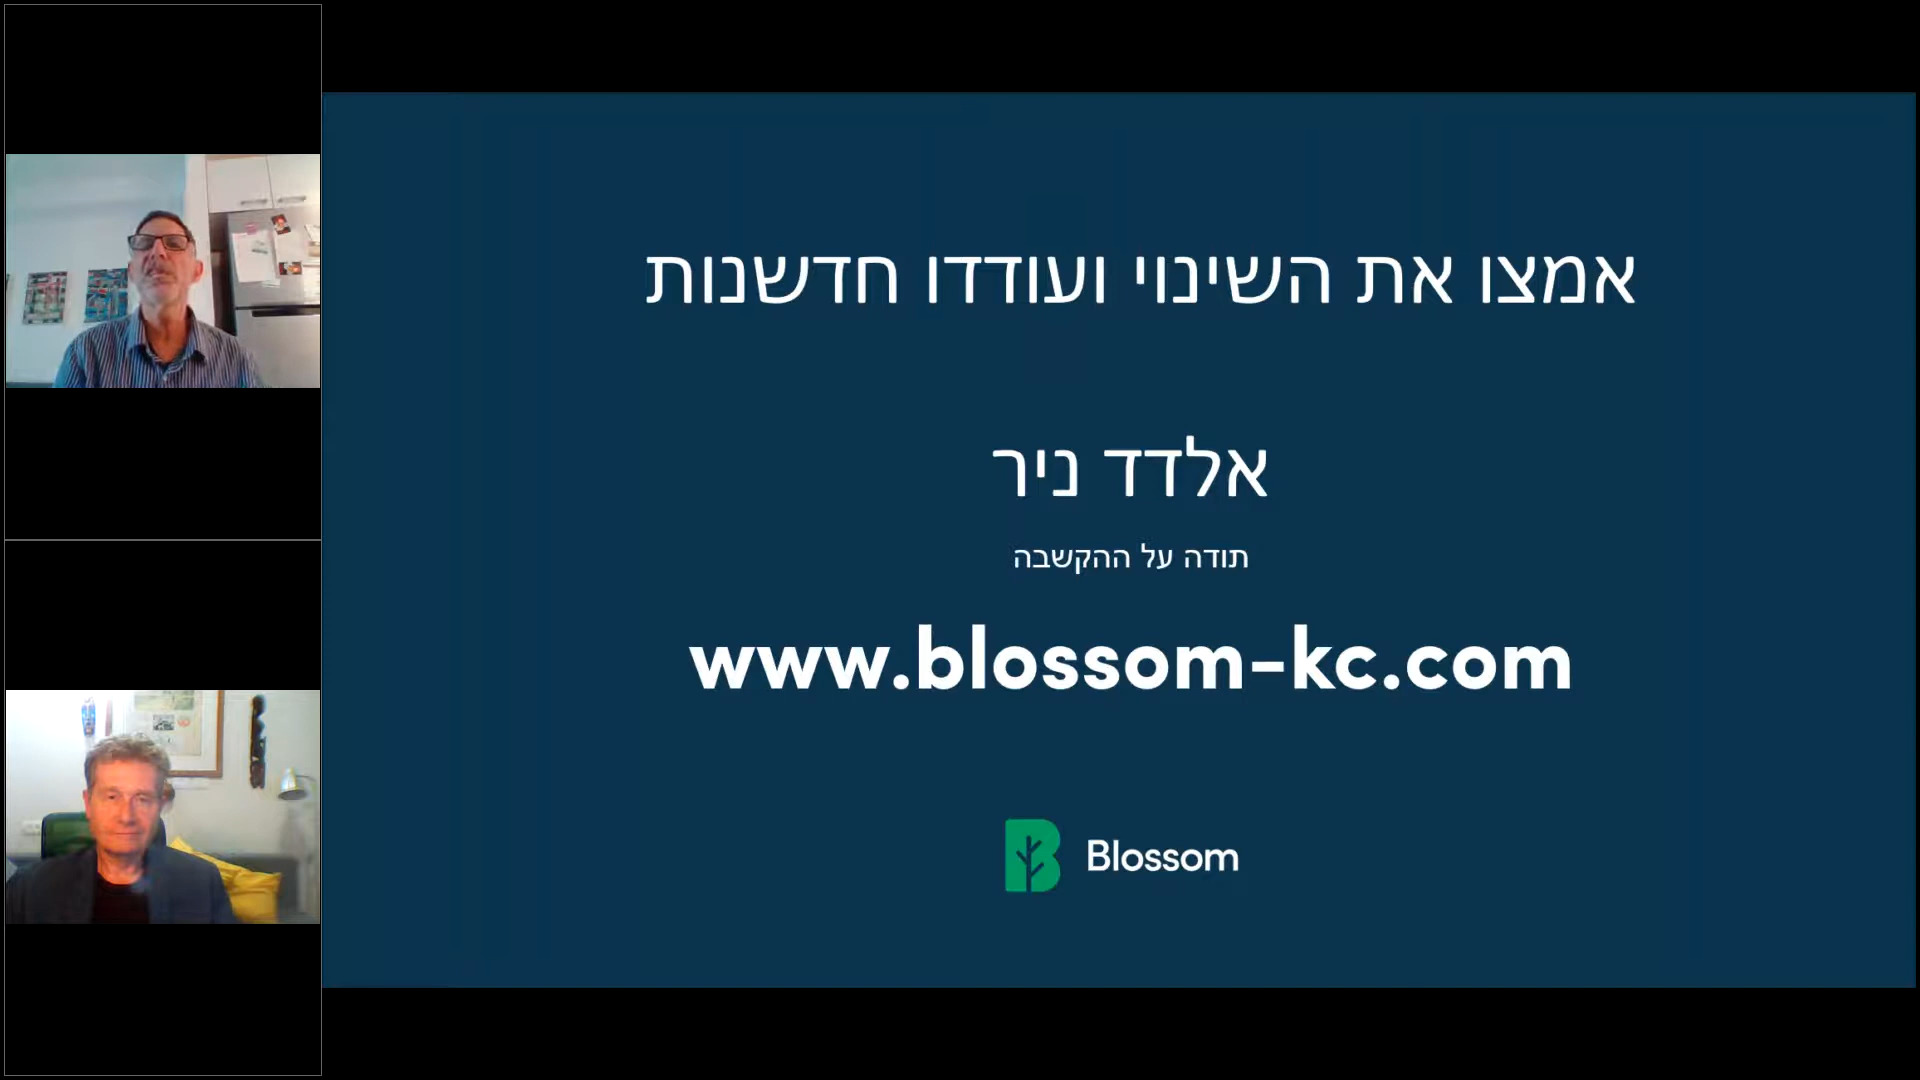 אמצו את השינוי ועודדו חדשנות
אלדד ניר
תודה על ההקשבה
www.blossom-kc.com
Blossom